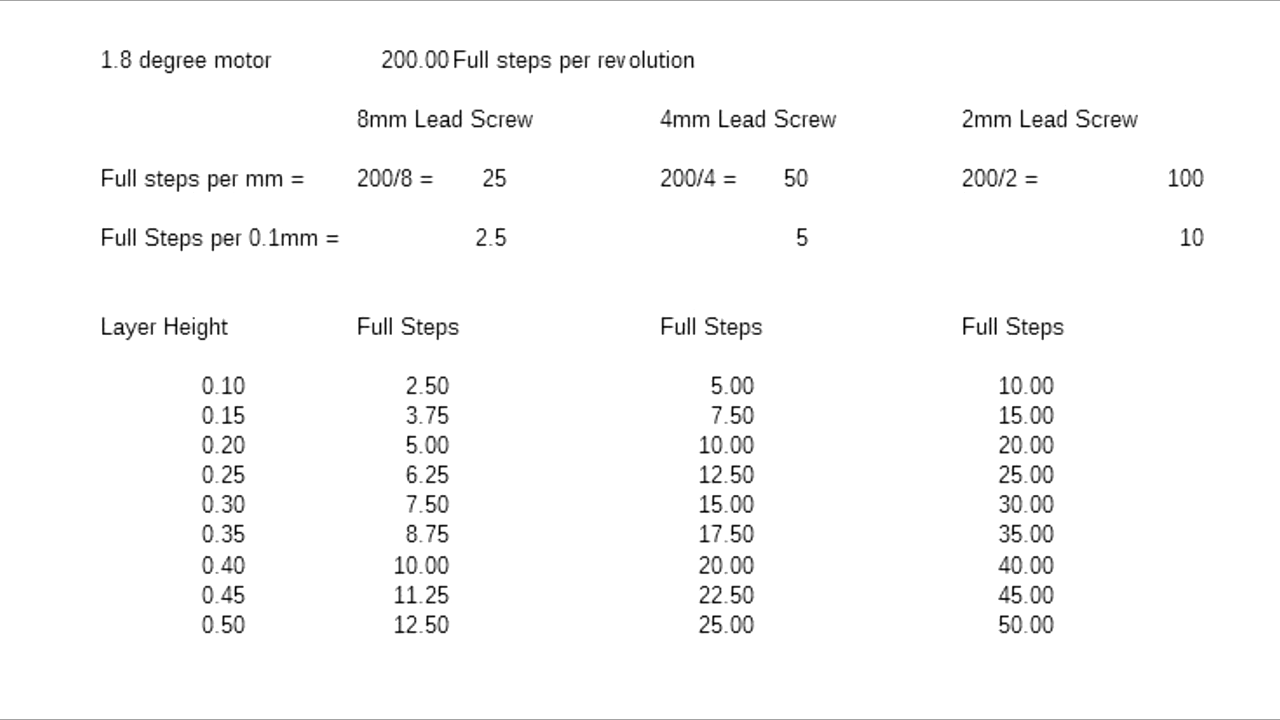 1.8 degree motor 200.00 Full steps per revolution
8mm Lead Screw 4mm Lead Screw 2mm Lead Screw
Full steps per mm = 200/8 = 25 200/4 = 50 200/2 = 100
Full Steps per 0.1mm = 2.5 5 10
Layer Height Full Steps Full Steps Full Steps
0.10 2.50 5.00 10.00
0.15 3.75 7.50 15.00
0.20 5.00 10.00 20.00
0.25 6.25 12.50 25.00
0.30 7.50 15.00 30.00
0.35 8.75 17.50 35.00
0.40 10.00 20.00 40.00
0.45 11.25 22.50 45.00
0.50 12.50 25.00 50.00